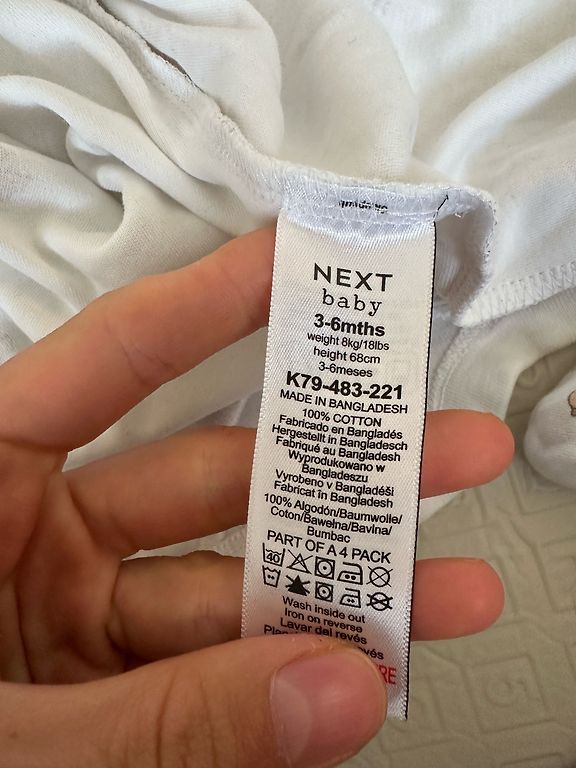 NEXT
baby
3-6mths
weight 8kg/18lbs
height 68cm
3-6meses
K79-483-221
MADE IN BANGLADESH
100% COTTON
Fabricado en Bangladés
Hergestellt in Bangladesch
Fabriqué au Bangladesh
Wyprodukowano w
Bangladeszu
Vyrobeno v Bangladéši
Fabricat în Bangladesh
100% Algodón/Baumwolle/
Coton/Bawełna/Bavlna/
Bumbac
PART OF A 4 PACK
40
Wash inside out
Iron on reverse
Lavar del revés